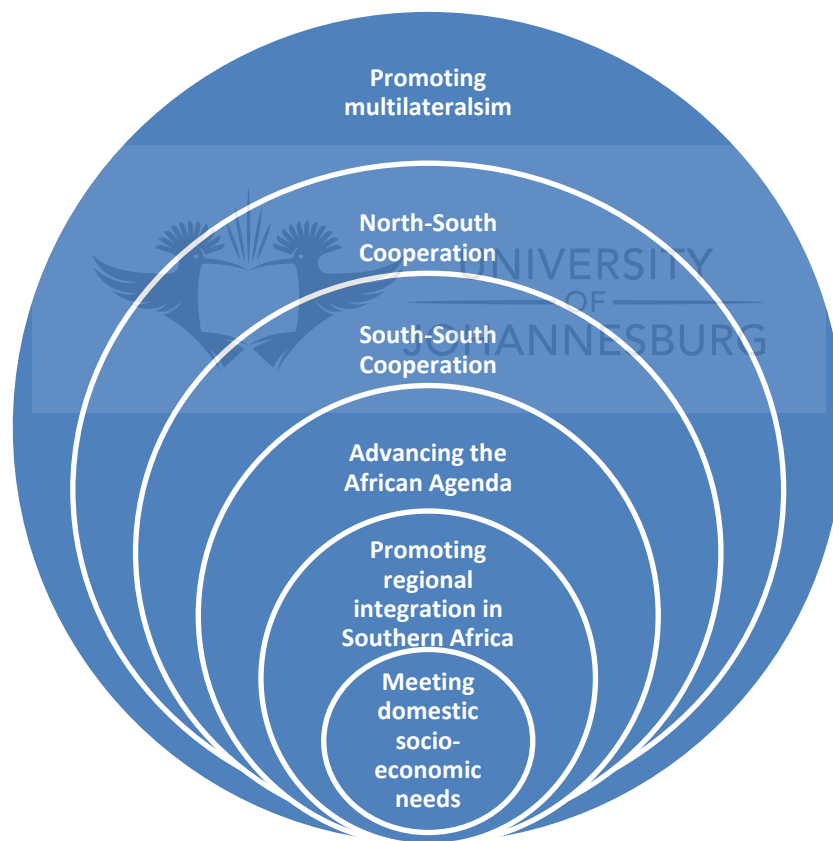 Promoting
multilateralsim
North-South
Cooperation
UNIVERSITY
OF
JOHANNESBURG
South-South
Cooperation
Advancing the
African Agenda
Promoting
regional
integration in
Southern Africa
Meeting
domestic
socio-
economic
needs